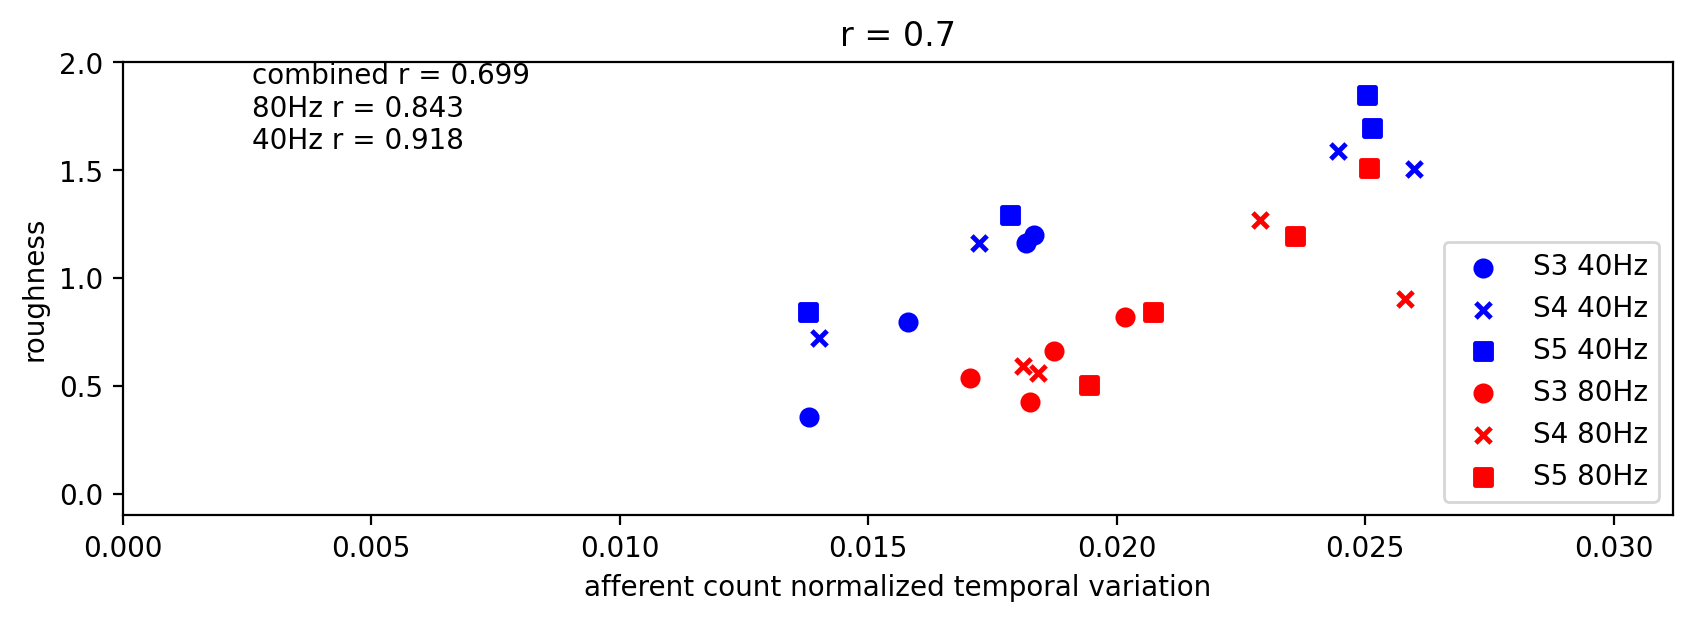 r = 0.7
combined r = 0.699
80Hz r = 0.843
40Hz r = 0.918
2.0
1.5
1.0
0.5
0.0
roughness
S3 40Hz
S4 40Hz
S5 40Hz
S3 80Hz
S4 80Hz
S5 80Hz
0.000 0.005 0.010 0.015 0.020 0.025 0.030
afferent count normalized temporal variation